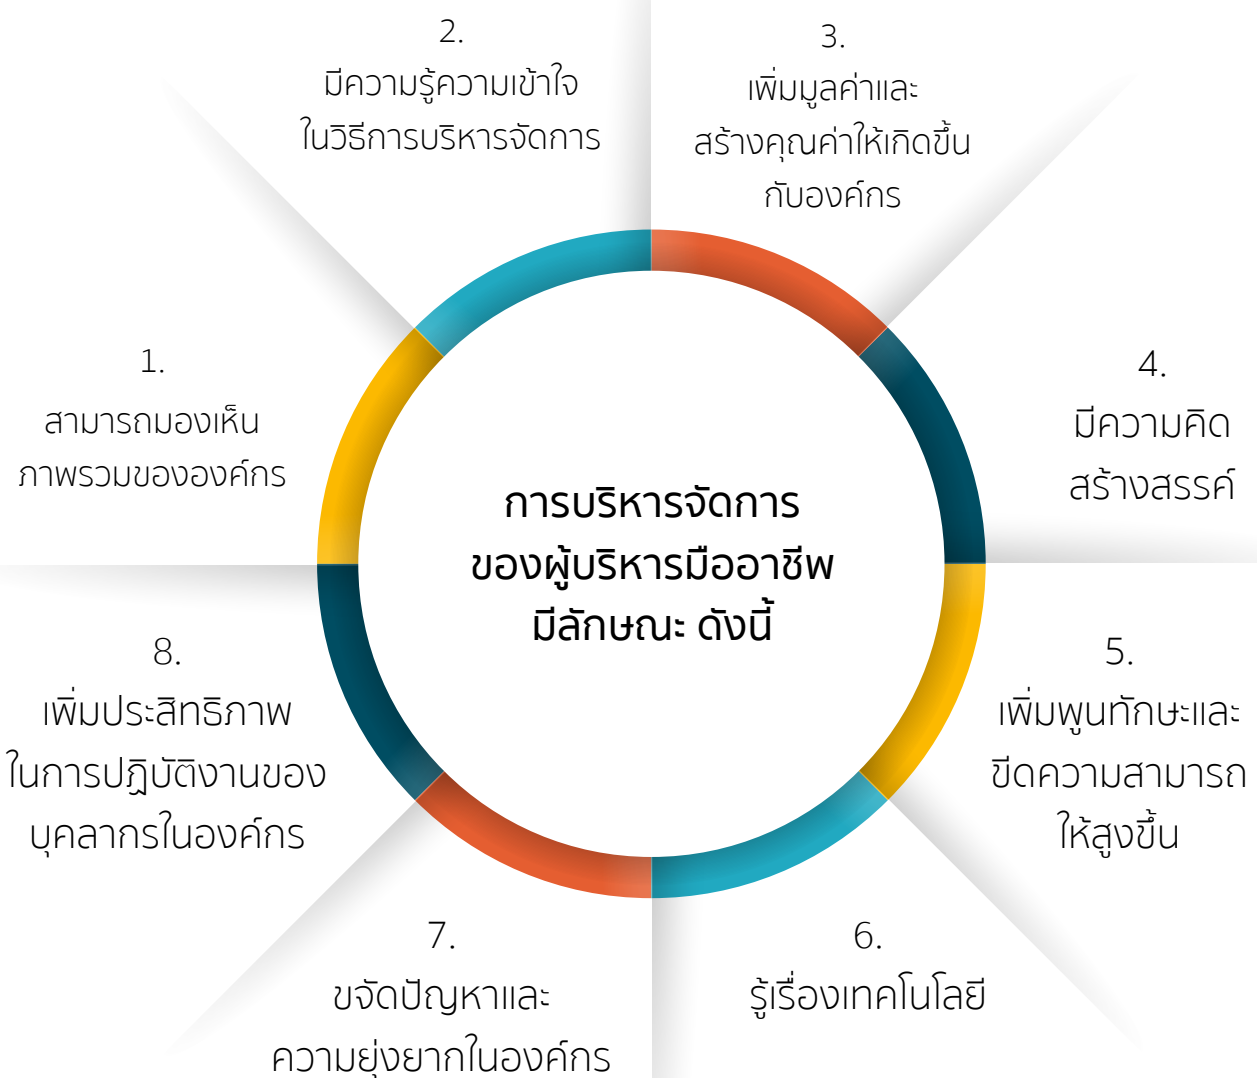 2.
มีความรู้ความเข้าใจ
ในวิธีการบริหารจัดการ
3.
เพิ่มมูลค่าและ
สร้างคุณค่าให้เกิดขึ้น
กับองค์กร
1.
สามารถมองเห็น
ภาพรวมขององค์กร
4.
มีความคิด
สร้างสรรค์
การบริหารจัดการ
ของผู้บริหารมืออาชีพ
มีลักษณะ ดังนี้
8.
เพิ่มประสิทธิภาพ
ในการปฏิบัติงานของ
บุคลากรในองค์กร
5.
เพิ่มพูนทักษะและ
ขีดความสามารถ
ให้สูงขึ้น
7.
ขจัดปัญหาและ
ความยุ่งยากในองค์กร
6.
รู้เรื่องเทคโนโลยี